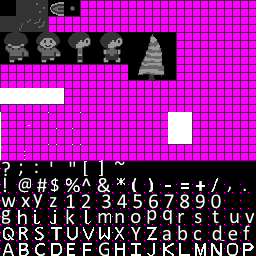 ? ; : ' " [ ] ~
! @ # $ % ^ & * ( ) - = + / , .
w x y z 1 2 3 4 5 6 7 8 9 0
g h i j k l m n o p q r s t u v
Q R S T U V W X Y Z a b c d e f
A B C D E F G H I J K L M N O P